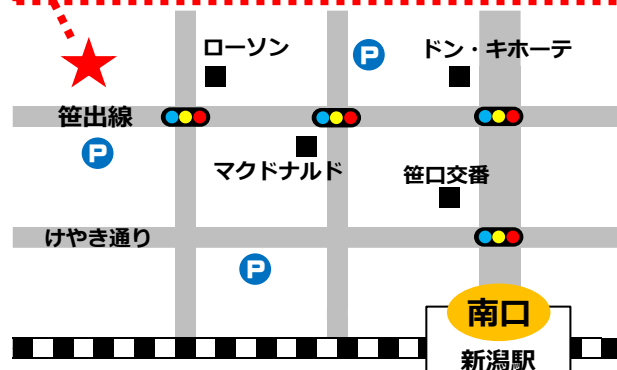 ローソン
P
ドン・キホーテ
笹出線
P
マクドナルド
笹口交番
けやき通り
P
南口
新潟駅